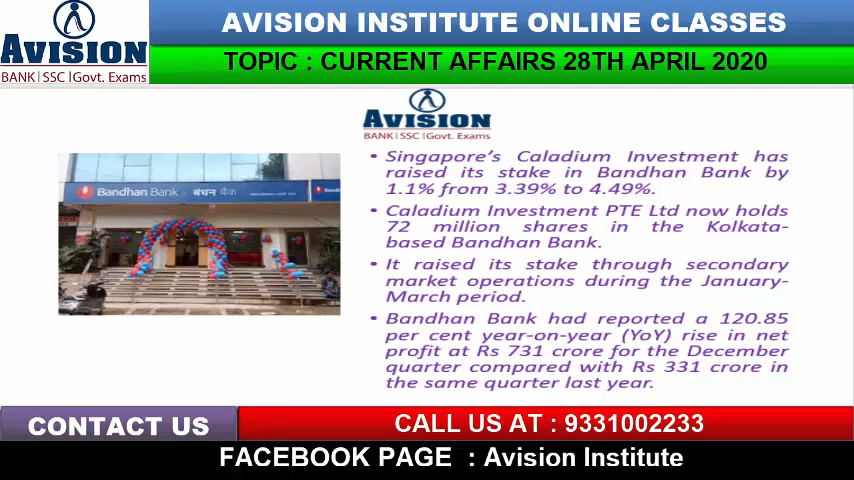 AVISION INSTITUTE ONLINE CLASSES
TOPIC : CURRENT AFFAIRS 28TH APRIL 2020
AVISION
BANK|SSC|Govt. Exams
AVISION
BANK|SSC|Govt. Exams
Bandhan Bank बंधन बैंक
• Singapore's Caladium Investment has
raised its stake in Bandhan Bank by
1.1% from 3.39% to 4.49%.
• Caladium Investment PTE Ltd now holds
72 million shares in the Kolkata-
based Bandhan Bank.
• It raised its stake through secondary
market operations during the January-
March period.
• Bandhan Bank had reported a 120.85
per cent year-on-year (YoY) rise in net
profit at Rs 731 crore for the December
quarter compared with Rs 331 crore in
the same quarter last year.
CONTACT US
CALL US AT : 9331002233
FACEBOOK PAGE : Avision Institute